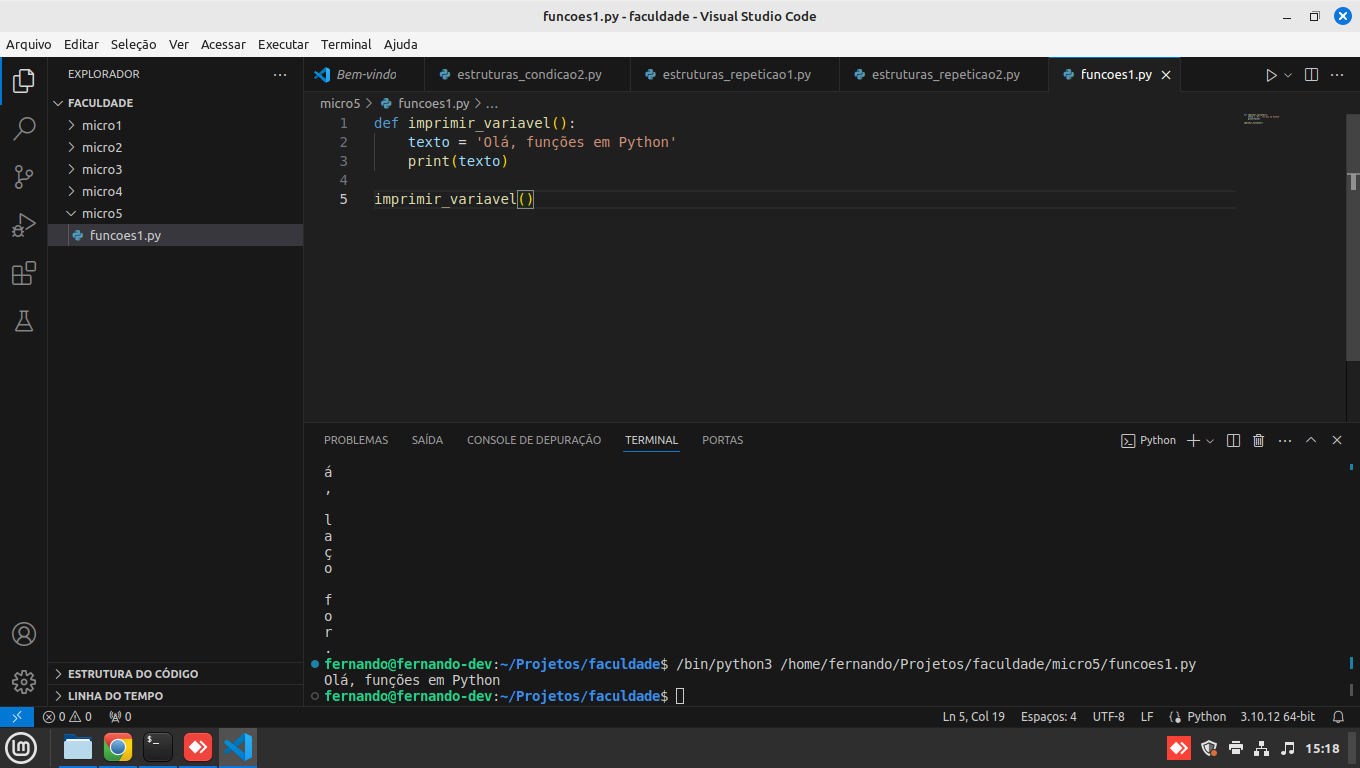 funcoes1.py - faculdade - Visual Studio Code
Arquivo Editar Seleção Ver Acessar Executar Terminal Ajuda
EXPLORADOR
FACULDADE
micro1
micro2
micro3
micro4
micro5
funcoes1.py
ESTRUTURA DO CÓDIGO
LINHA DO TEMPO
Bem-vindo estruturas_condicao2.py estruturas_repeticao1.py estruturas_repeticao2.py funcoes1.py
micro5 > funcoes1.py > ...
1 def imprimir_variavel():
2 texto = 'Olá, funções em Python'
3 print(texto)
4
5 imprimir_variavel()
PROBLEMAS SAÍDA CONSOLE DE DEPURAÇÃO TERMINAL PORTAS Python
á
,
l
a
ç
o
f
o
r
.
fernando@fernando-dev:~/Projetos/faculdade$ /bin/python3 /home/fernando/Projetos/faculdade/micro5/funcoes1.py
Olá, funções em Python
fernando@fernando-dev:~/Projetos/faculdade$
0 0 0 Ln 5, Col 19 Espaços: 4 UTF-8 LF Python 3.10.12 64-bit
15:18